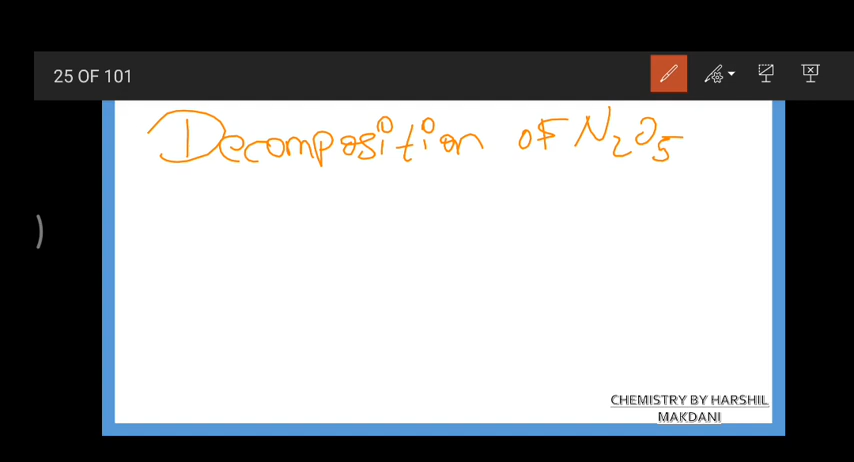 25 OF 101
Decomposition of N₂O₅
CHEMISTRY BY HARSHIL
MAKDANI